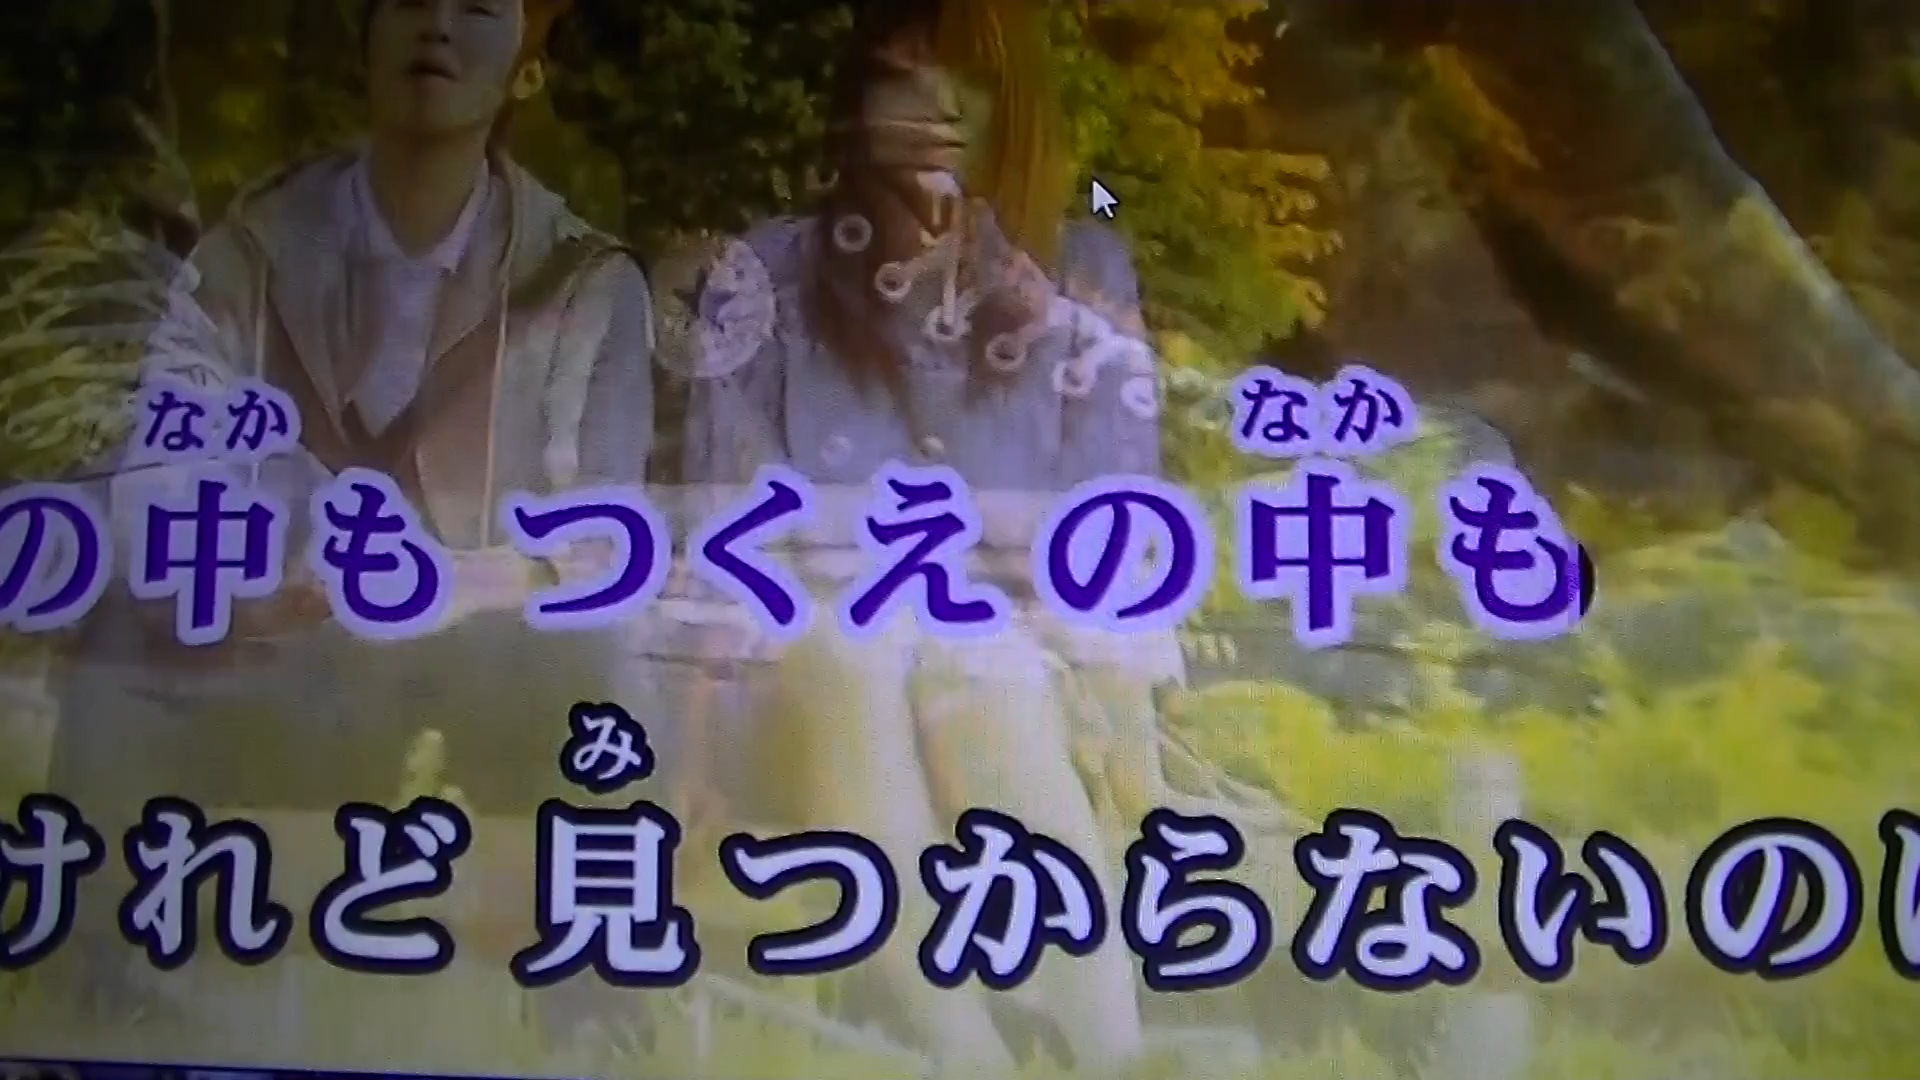 なか なか
の中も つくえの中も
み
けれど 見つからないの